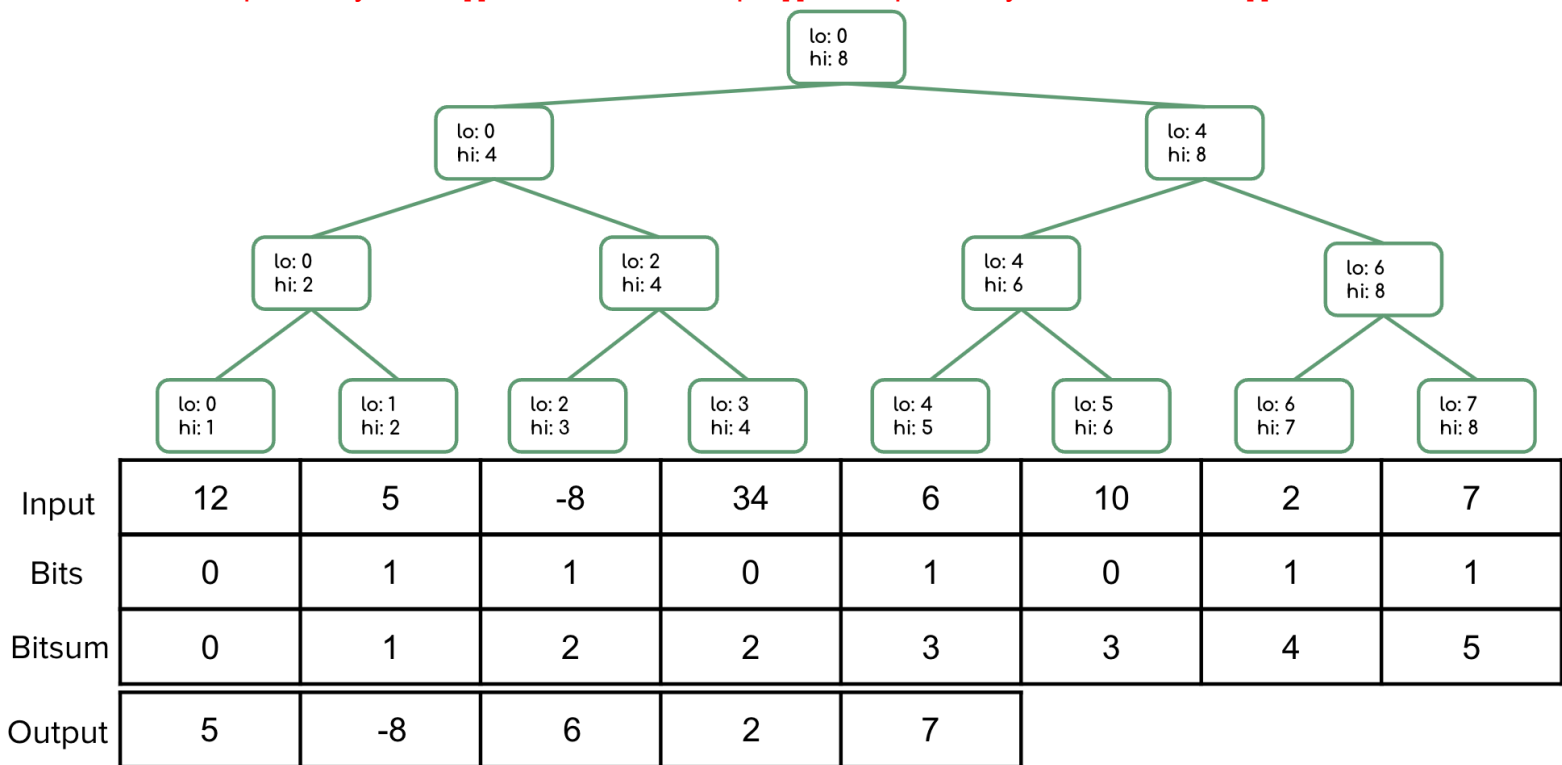 lo: 0
hi: 8
lo: 0
hi: 4
lo: 4
hi: 8
lo: 0
hi: 2
lo: 2
hi: 4
lo: 4
hi: 6
lo: 6
hi: 8
lo: 0
hi: 1
lo: 1
hi: 2
lo: 2
hi: 3
lo: 3
hi: 4
lo: 4
hi: 5
lo: 5
hi: 6
lo: 6
hi: 7
lo: 7
hi: 8
Input 12 5 -8 34 6 10 2 7
Bits 0 1 1 0 1 0 1 1
Bitsum 0 1 2 2 3 3 4 5
Output 5 -8 6 2 7